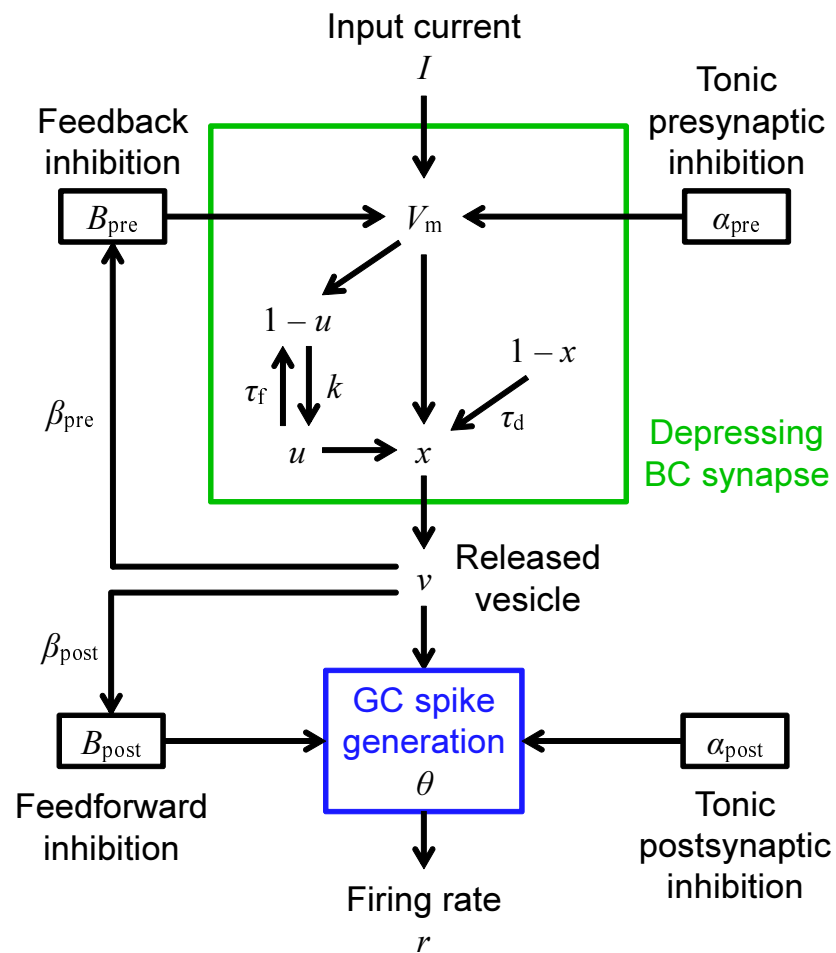 Input current
I
Feedback
inhibition
Tonic
presynaptic
inhibition
B_pre
V_m
α_pre
1 – u
1 – x
τ_f
k
τ_d
β_pre
u
x
Depressing
BC synapse
v
Released
vesicle
β_post
GC spike
generation
θ
B_post
α_post
Feedforward
inhibition
Tonic
postsynaptic
inhibition
Firing rate
r